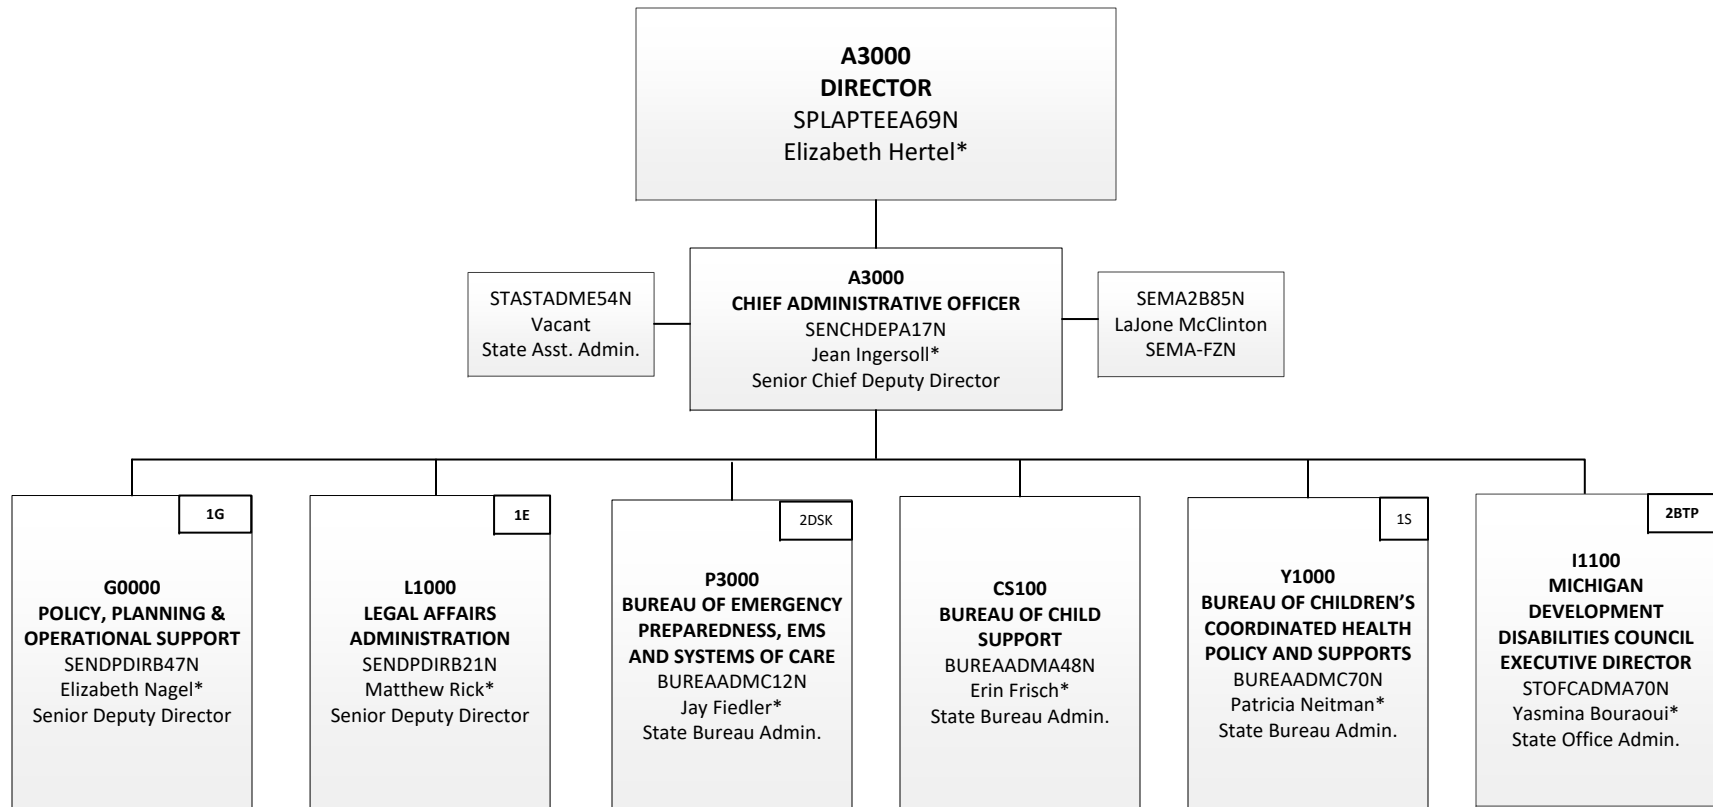 A3000
DIRECTOR
SPLAPTEEA69N
Elizabeth Hertel*
STASTADME54N
Vacant
State Asst. Admin.
A3000
CHIEF ADMINISTRATIVE OFFICER
SENCHDEPA17N
Jean Ingersoll*
Senior Chief Deputy Director
SEMA2B85N
LaJone McClinton
SEMA-FZN
1G
G0000
POLICY, PLANNING &
OPERATIONAL SUPPORT
SENDPDIRB47N
Elizabeth Nagel*
Senior Deputy Director
1E
L1000
LEGAL AFFAIRS
ADMINISTRATION
SENDPDIRB21N
Matthew Rick*
Senior Deputy Director
2DSK
P3000
BUREAU OF EMERGENCY
PREPAREDNESS, EMS
AND SYSTEMS OF CARE
BUREAADMC12N
Jay Fiedler*
State Bureau Admin.
CS100
BUREAU OF CHILD
SUPPORT
BUREAADMA48N
Erin Frisch*
State Bureau Admin.
1S
Y1000
BUREAU OF CHILDREN’S
COORDINATED HEALTH
POLICY AND SUPPORTS
BUREAADMC70N
Patricia Neitman*
State Bureau Admin.
2BTP
I1100
MICHIGAN
DEVELOPMENT
DISABILITIES COUNCIL
EXECUTIVE DIRECTOR
STOFCADMA70N
Yasmina Bouraoui*
State Office Admin.